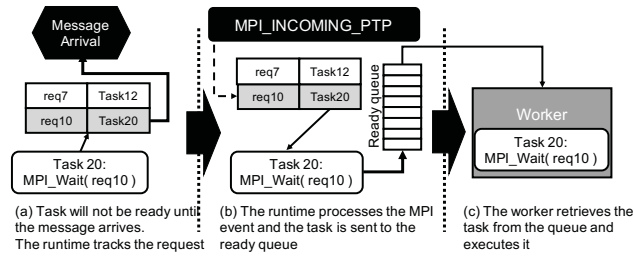 Message
Arrival
req7 Task12
req10 Task20
Task 20:
MPI_Wait( req10 )
(a) Task will not be ready until
the message arrives.
The runtime tracks the request
MPI_INCOMING_PTP
req7 Task12
req10 Task20
Task 20:
MPI_Wait( req10 )
Ready queue
(b) The runtime processes the MPI
event and the task is sent to the
ready queue
Worker
Task 20:
MPI_Wait( req10 )
(c) The worker retrieves the
task from the queue and
executes it